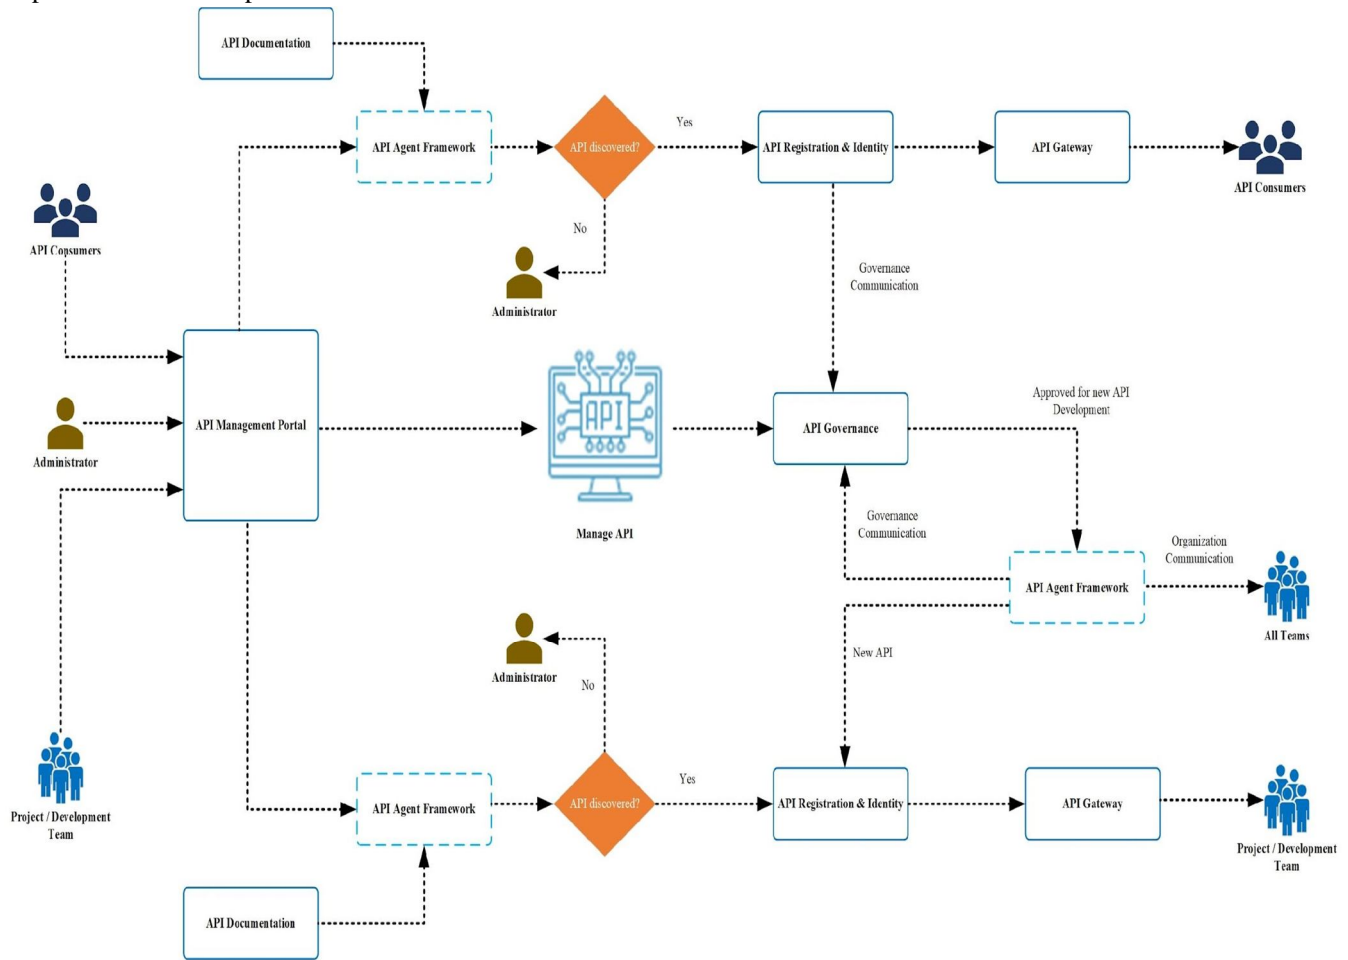 API Documentation
API Agent Framework
API discovered?
Yes
API Registration & Identity
API Gateway
API Consumers
API Consumers
No
Administrator
Governance
Communication
API Management Portal
Administrator
API
Manage API
API Governance
Approved for new API
Development
Governance
Communication
Organization
Communication
API Agent Framework
All Teams
New API
Administrator
No
Project / Development
Team
API Agent Framework
API discovered?
Yes
API Registration & Identity
API Gateway
Project / Development
Team
API Documentation